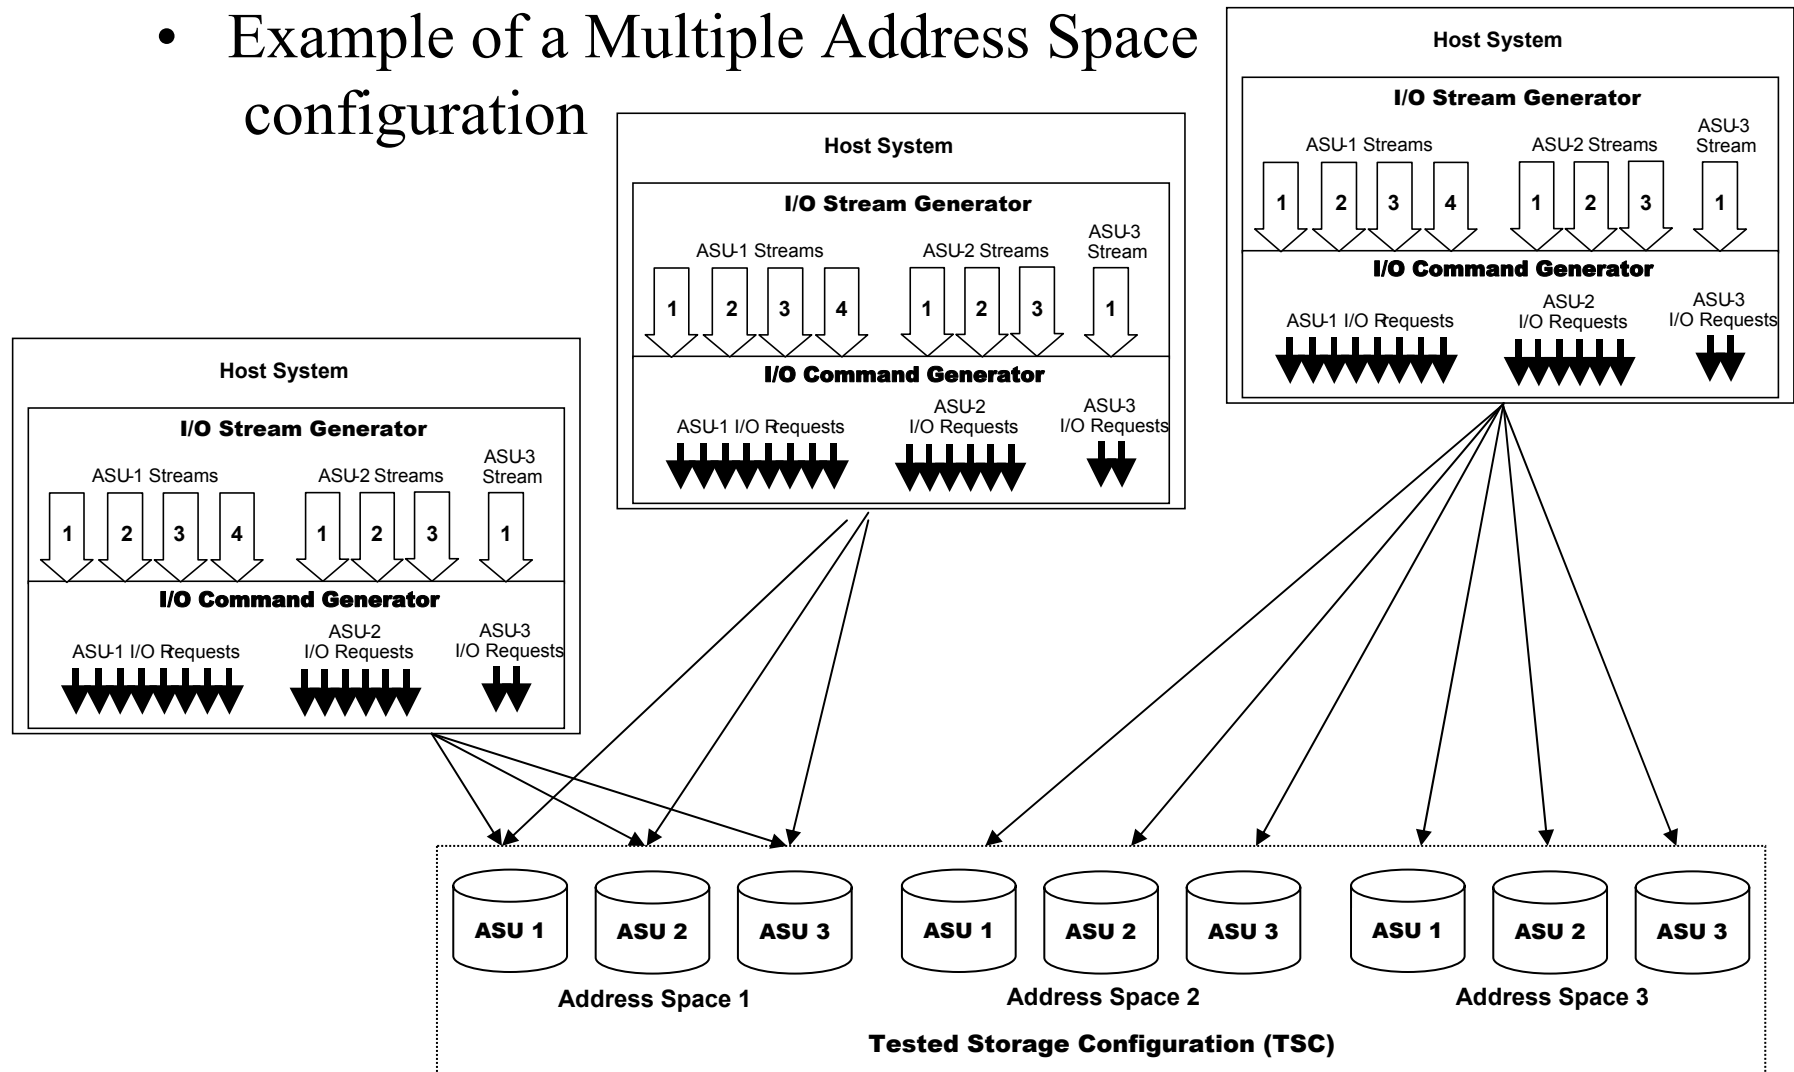 • Example of a Multiple Address Space
configuration
Host System
I/O Stream Generator
ASU-1 Streams
ASU-2 Streams
ASU-3
Stream
1 2 3 4 1 2 3 1
I/O Command Generator
ASU-1 I/O Rrequests
ASU-2
I/O Requests
ASU-3
I/O Requests
Host System
I/O Stream Generator
ASU-1 Streams
ASU-2 Streams
ASU-3
Stream
1 2 3 4 1 2 3 1
I/O Command Generator
ASU-1 I/O Rrequests
ASU-2
I/O Requests
ASU-3
I/O Requests
Host System
I/O Stream Generator
ASU-1 Streams
ASU-2 Streams
ASU-3
Stream
1 2 3 4 1 2 3 1
I/O Command Generator
ASU-1 I/O Rrequests
ASU-2
I/O Requests
ASU-3
I/O Requests
ASU 1 ASU 2 ASU 3 ASU 1 ASU 2 ASU 3 ASU 1 ASU 2 ASU 3
Address Space 1 Address Space 2 Address Space 3
Tested Storage Configuration (TSC)